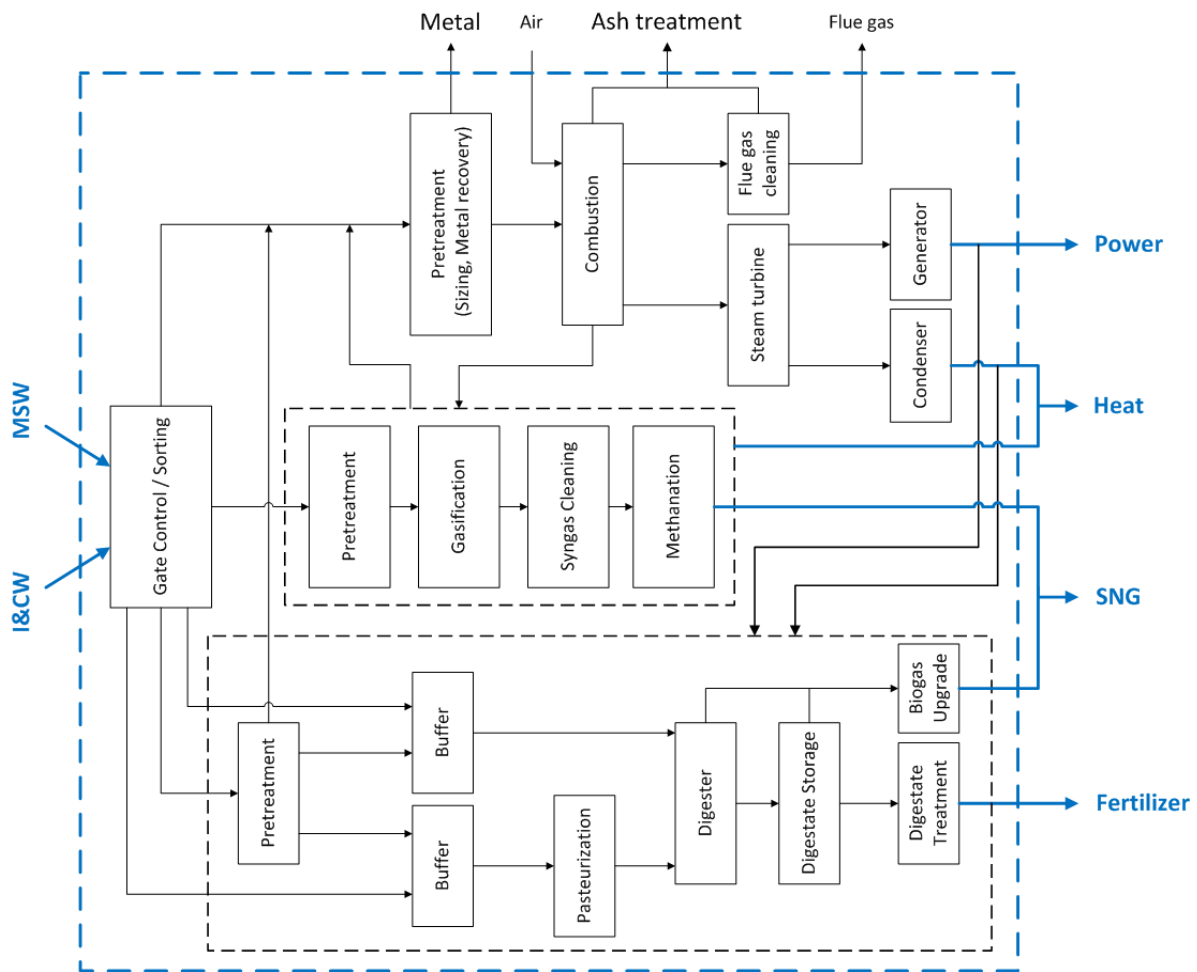 Metal
Air
Ash treatment
Flue gas
Pretreatment
(Sizing, Metal recovery)
Combustion
Flue gas
cleaning
Steam turbine
Generator
Condenser
Power
Heat
MSW
I&CW
Gate Control / Sorting
Pretreatment
Gasification
Syngas Cleaning
Methanation
SNG
Pretreatment
Buffer
Buffer
Pasteurization
Digester
Digestate Storage
Biogas
Upgrade
Digestate
Treatment
Fertilizer